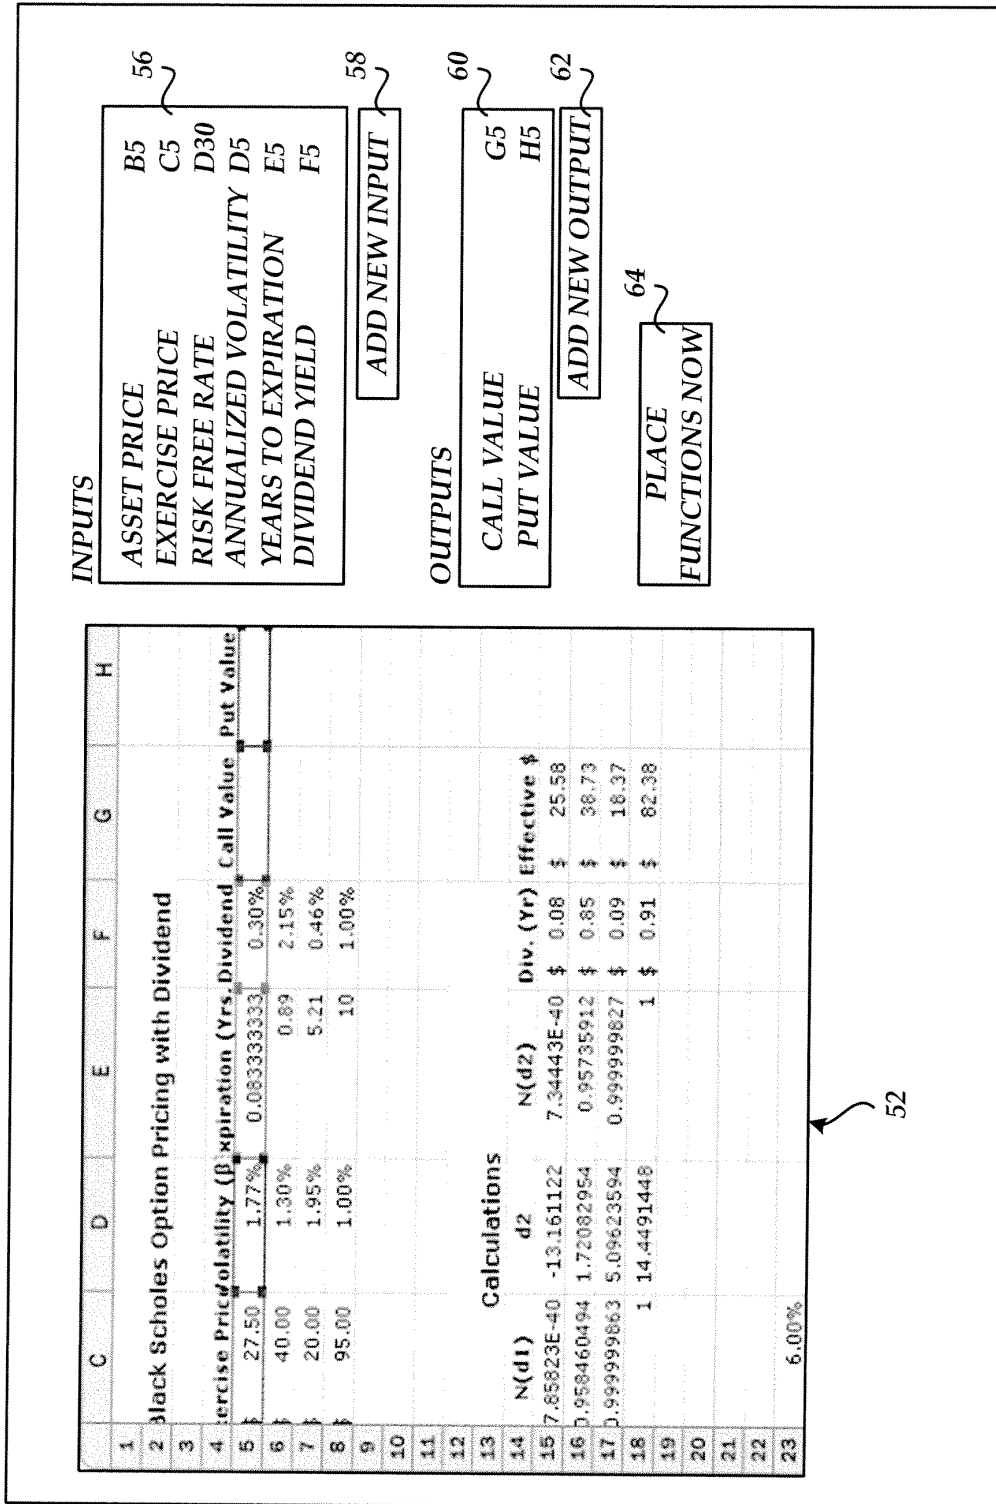 C D E F G H
1
2 Black Scholes Option Pricing with Dividend
3
4 ercise Pric Volatility (β xpiration (Yrs. Dividend Call Value Put Value
5 $ 27.50 1.77% 0.083333333 0.30%
6 $ 40.00 1.30% 0.89 2.15%
7 $ 20.00 1.95% 5.21 0.46%
8 $ 95.00 1.00% 10 1.00%
9
10
11
12
13 Calculations
14 N(d1) d2 N(d2) Div. (Yr) Effective $
15 7.85823E-40 -13.161122 7.34443E-40 $ 0.08 $ 25.58
16 0.958460494 1.72082954 0.95735912 $ 0.85 $ 38.73
17 0.999999863 5.09623594 0.999999827 $ 0.09 $ 18.37
18 1 14.4491448 1 $ 0.91 $ 82.38
19
20
21
22
23 6.00%
52
INPUTS
ASSET PRICE B5
EXERCISE PRICE C5
RISK FREE RATE D30
ANNUALIZED VOLATILITY D5
YEARS TO EXPIRATION E5
DIVIDEND YIELD F5
56
ADD NEW INPUT
58
OUTPUTS
CALL VALUE G5
PUT VALUE H5
60
ADD NEW OUTPUT
62
PLACE
FUNCTIONS NOW
64